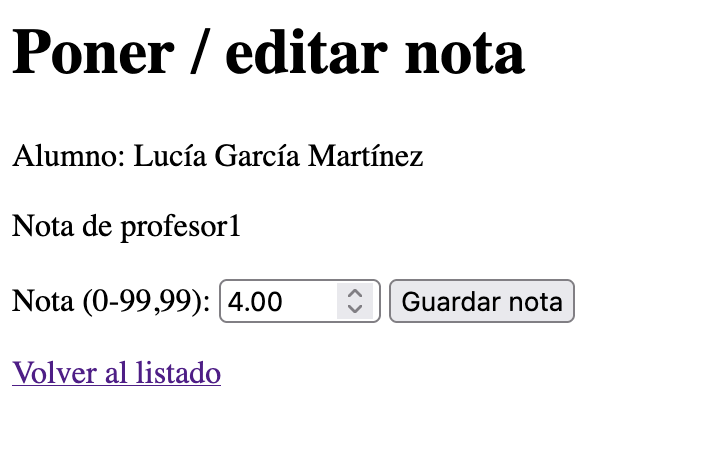 Poner / editar nota
Alumno: Lucía García Martínez
Nota de profesor1
Nota (0-99,99): 4.00 Guardar nota
Volver al listado